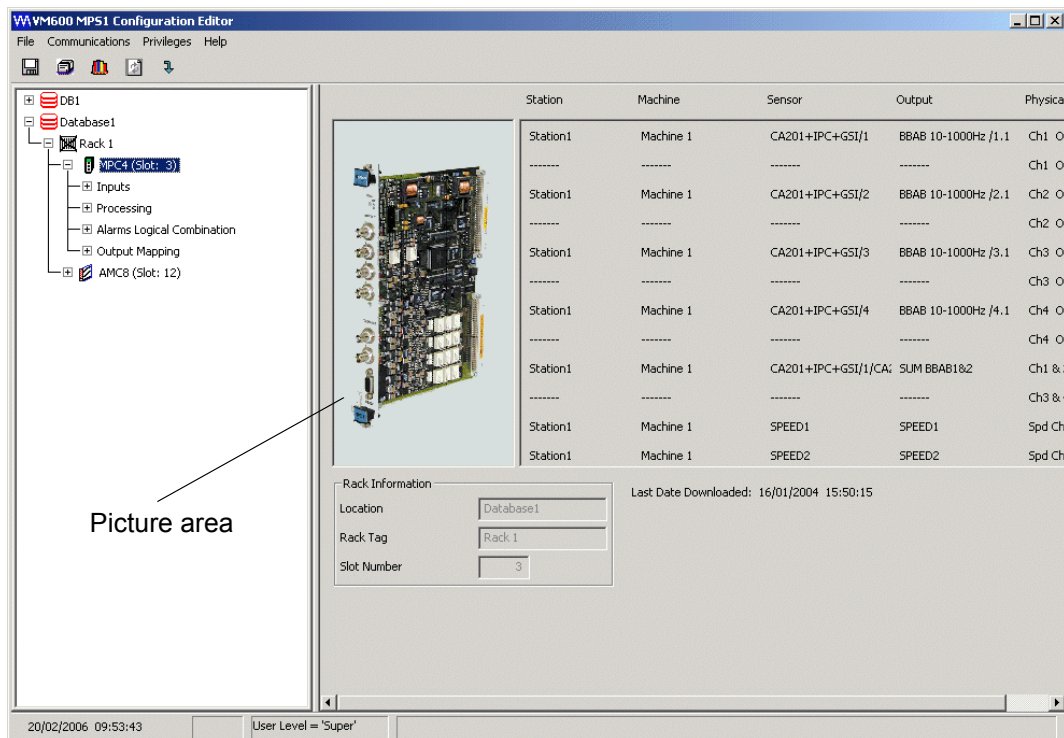 VM600 MPS1 Configuration Editor
File Communications Privileges Help
DB1
Database1
Rack 1
MPC4 (Slot: 3)
Inputs
Processing
Alarms Logical Combination
Output Mapping
AMC8 (Slot: 12)
Station Machine Sensor Output Physica
Station1 Machine 1 CA201+IPC+GSI/1 BBAB 10-1000Hz /1.1 Ch1 O
------- ------- ------- ------- Ch1 O
Station1 Machine 1 CA201+IPC+GSI/2 BBAB 10-1000Hz /2.1 Ch2 O
------- ------- ------- ------- Ch2 O
Station1 Machine 1 CA201+IPC+GSI/3 BBAB 10-1000Hz /3.1 Ch3 O
------- ------- ------- ------- Ch3 O
Station1 Machine 1 CA201+IPC+GSI/4 BBAB 10-1000Hz /4.1 Ch4 O
------- ------- ------- ------- Ch4 O
Station1 Machine 1 CA201+IPC+GSI/1/CA2 SUM BBAB1&2 Ch1 &
------- ------- ------- ------- Ch3 &
Station1 Machine 1 SPEED1 SPEED1 Spd Ch
Station1 Machine 1 SPEED2 SPEED2 Spd Ch
Picture area
Rack Information
Location Database1
Rack Tag Rack 1
Slot Number 3
Last Date Downloaded: 16/01/2004 15:50:15
20/02/2006 09:53:43 User Level = 'Super'